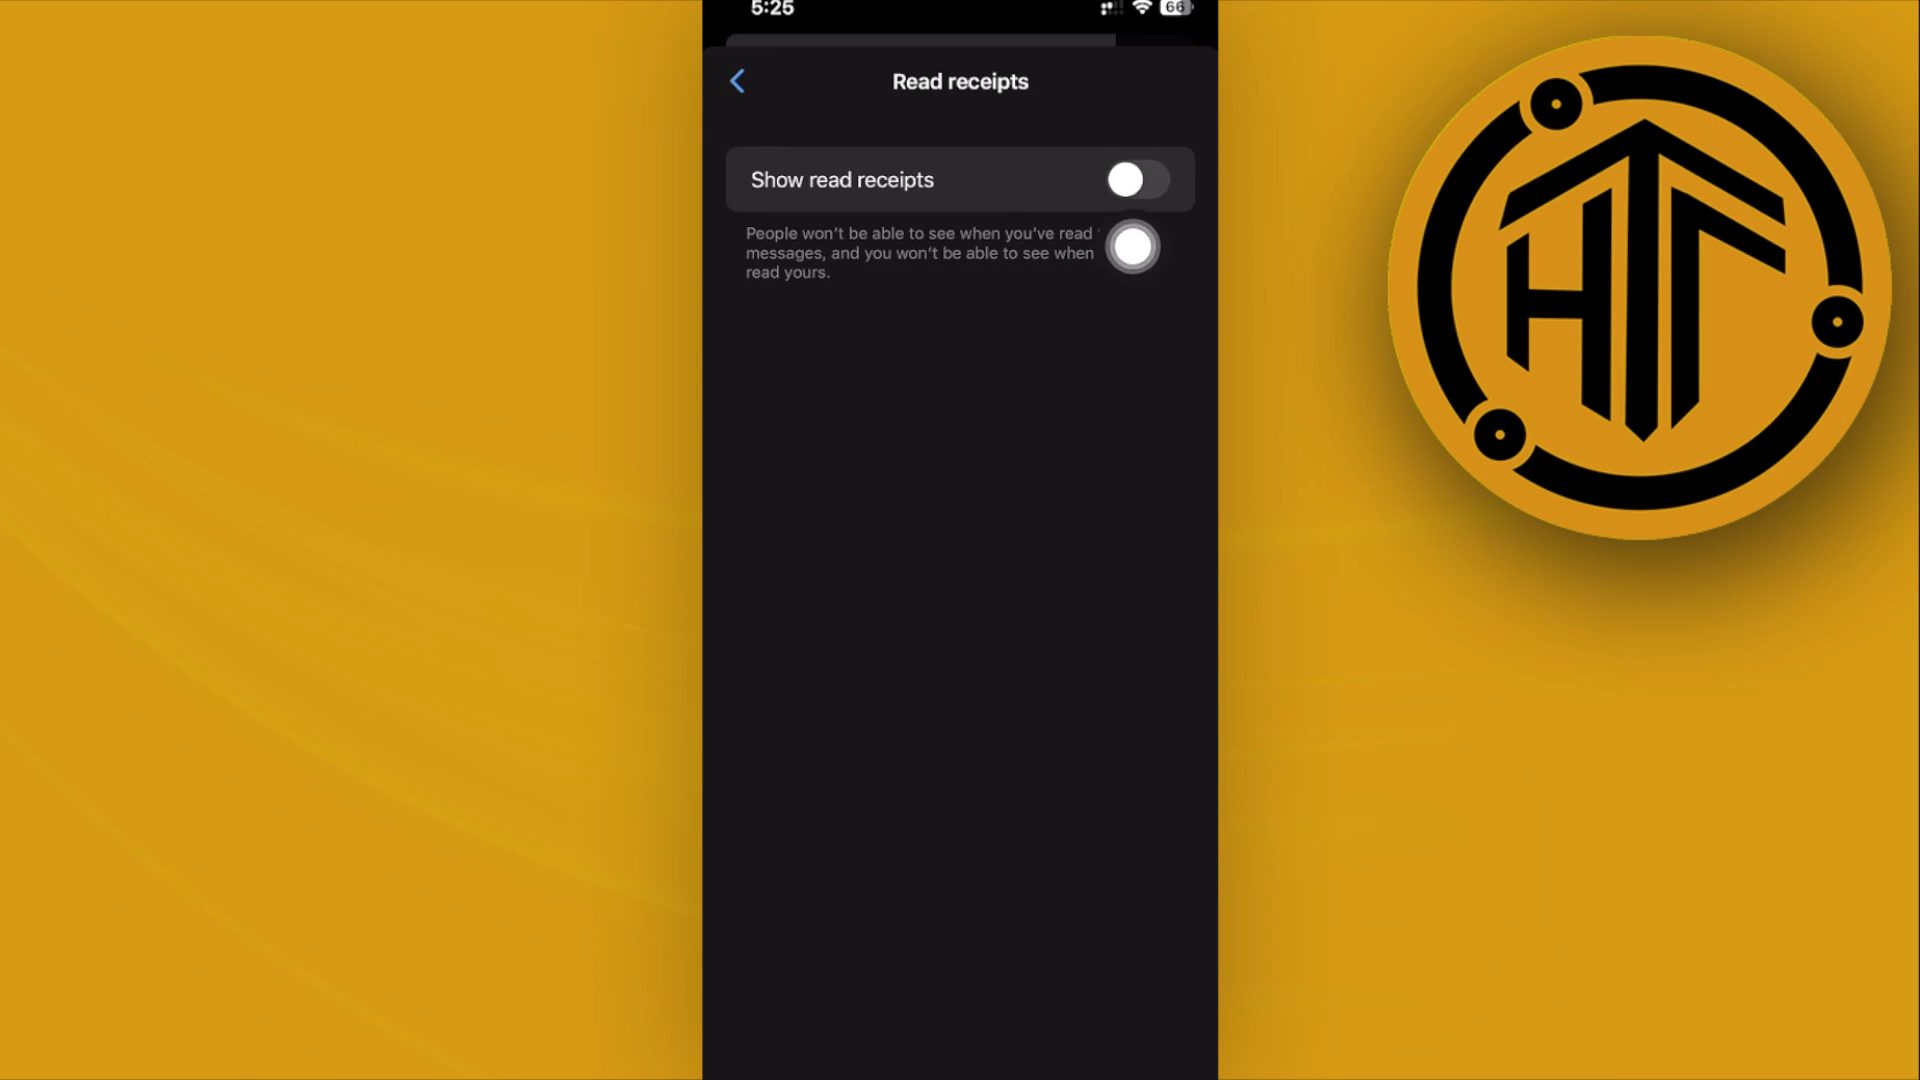 5:25
66
Read receipts
Show read receipts
People won't be able to see when you've read
messages, and you won't be able to see when
read yours.
HT